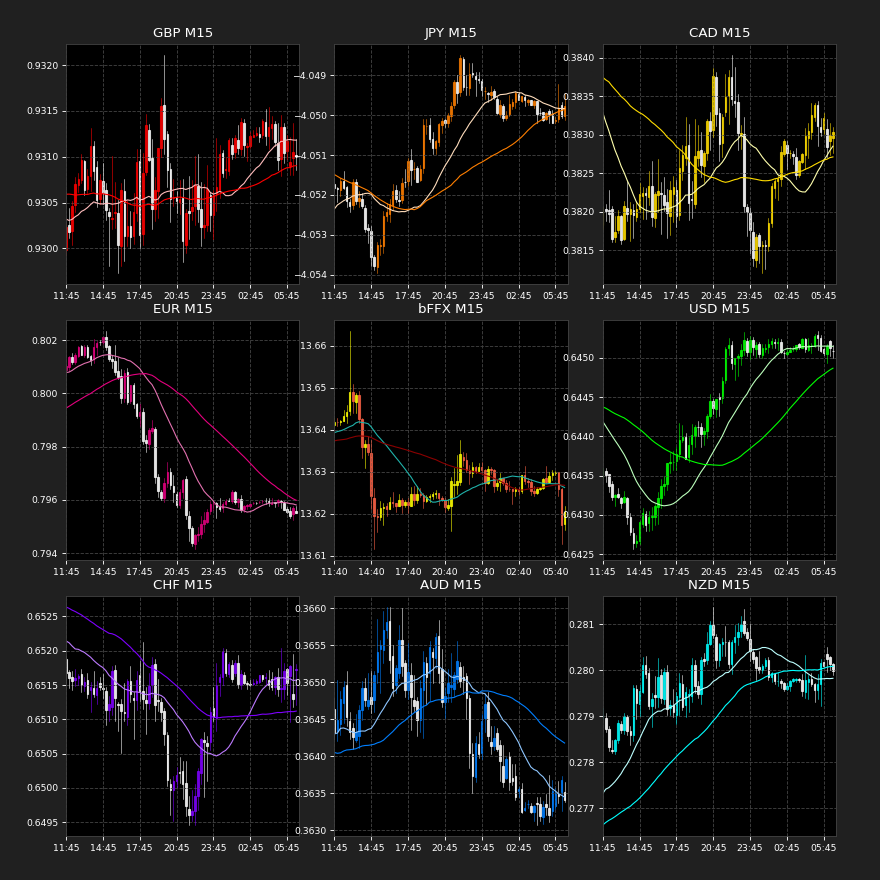 GBP M15
0.9320
0.9315
0.9310
0.9305
0.9300
11:45 14:45 17:45 20:45 23:45 02:45 05:45
JPY M15
−4.049
−4.050
−4.051
−4.052
−4.053
−4.054
11:45 14:45 17:45 20:45 23:45 02:45 05:45
CAD M15
0.3840
0.3835
0.3830
0.3825
0.3820
0.3815
11:45 14:45 17:45 20:45 23:45 02:45 05:45
EUR M15
0.802
0.800
0.798
0.796
0.794
11:45 14:45 17:45 20:45 23:45 02:45 05:45
bFFX M15
13.66
13.65
13.64
13.63
13.62
13.61
11:40 14:40 17:40 20:40 23:40 02:40 05:40
USD M15
0.6450
0.6445
0.6440
0.6435
0.6430
0.6425
11:45 14:45 17:45 20:45 23:45 02:45 05:45
CHF M15
0.6525
0.6520
0.6515
0.6510
0.6505
0.6500
0.6495
11:45 14:45 17:45 20:45 23:45 02:45 05:45
AUD M15
0.3660
0.3655
0.3650
0.3645
0.3640
0.3635
0.3630
11:45 14:45 17:45 20:45 23:45 02:45 05:45
NZD M15
0.281
0.280
0.279
0.278
0.277
11:45 14:45 17:45 20:45 23:45 02:45 05:45